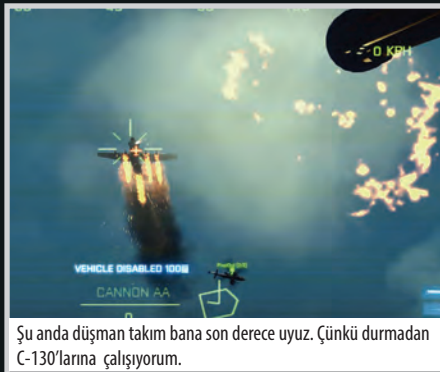 0 KPH
VEHICLE DISABLED 100
CANNON AA
0
Şu anda düşman takım bana son derece uyuz. Çünkü durmadan
C-130'larına çalışıyorum.